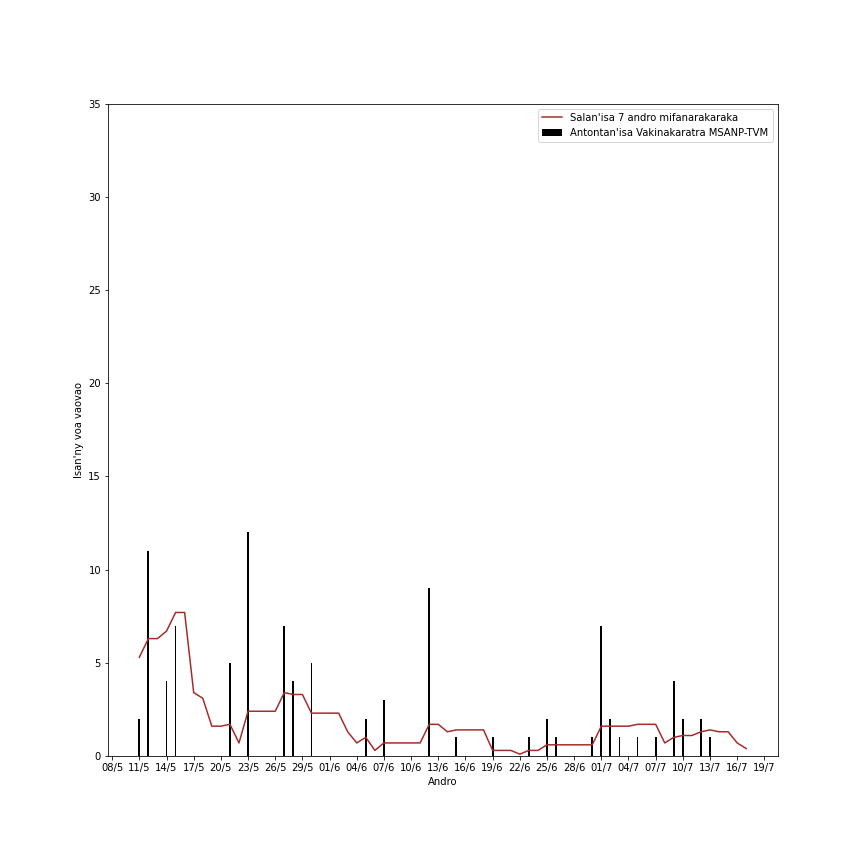 Salan'isa 7 andro mifanarakaraka
Antontan'isa Vakinakaratra MSANP-TVM
Isan'ny voa vaovao
35
30
25
20
15
10
5
0
08/5 11/5 14/5 17/5 20/5 23/5 26/5 29/5 01/6 04/6 07/6 10/6 13/6 16/6 19/6 22/6 25/6 28/6 01/7 04/7 07/7 10/7 13/7 16/7 19/7
Andro